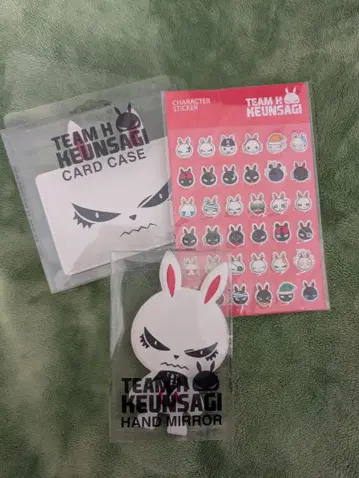 TEAM H
KEUNSAGI
CARD CASE
CHARACTER
STICKER
TEAM H
KEUNSAGI
TEAM H
KEUNSAGI
HAND MIRROR